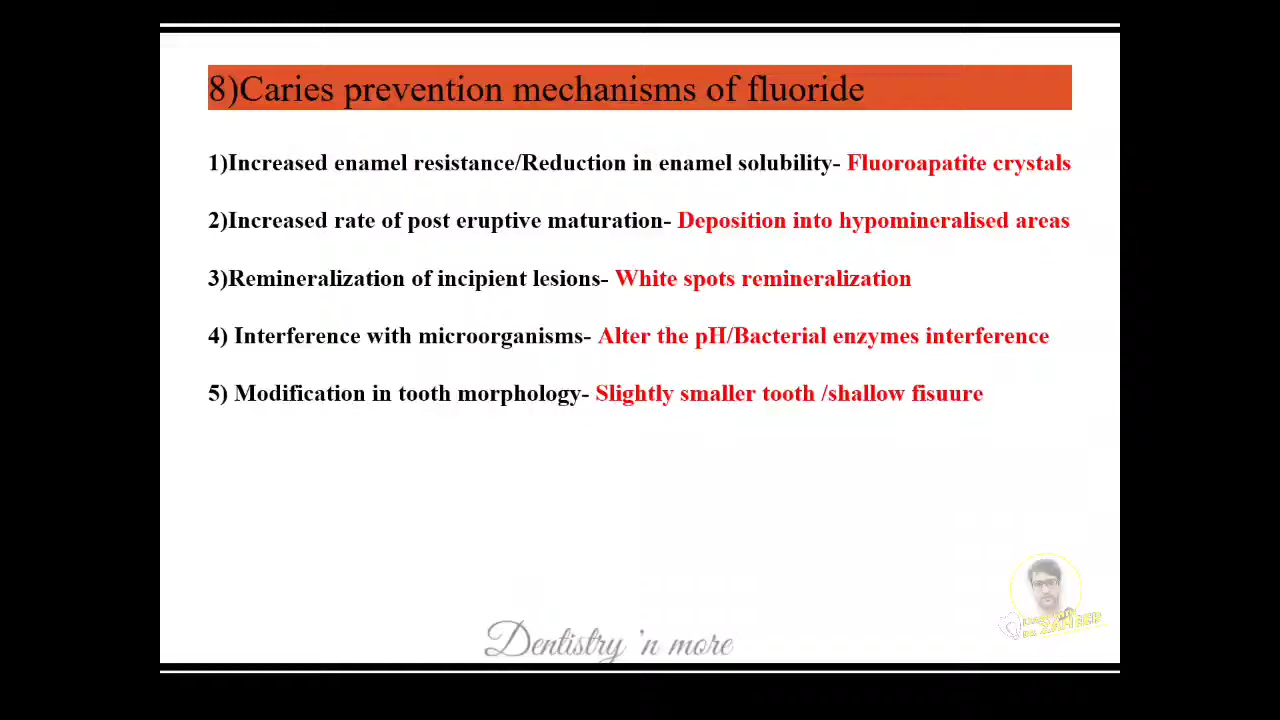 8)Caries prevention mechanisms of fluoride
1)Increased enamel resistance/Reduction in enamel solubility- Fluoroapatite crystals
2)Increased rate of post eruptive maturation- Deposition into hypomineralised areas
3)Remineralization of incipient lesions- White spots remineralization
4) Interference with microorganisms- Alter the pH/Bacterial enzymes interference
5) Modification in tooth morphology- Slightly smaller tooth /shallow fisuure
Dentistry 'n more